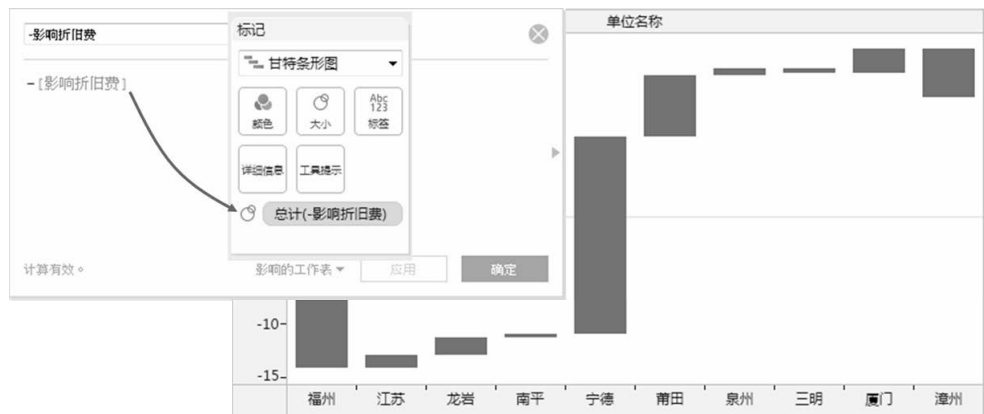 -影响折旧费
-[影响折旧费]
计算有效。
影响的工作表
应用
确定
标记
甘特条形图
颜色
大小
Abc
123
标签
详细信息
工具提示
总计(-影响折旧费)
单位名称
-10
-15
福州 江苏 龙岩 南平 宁德 莆田 泉州 三明 厦门 漳州